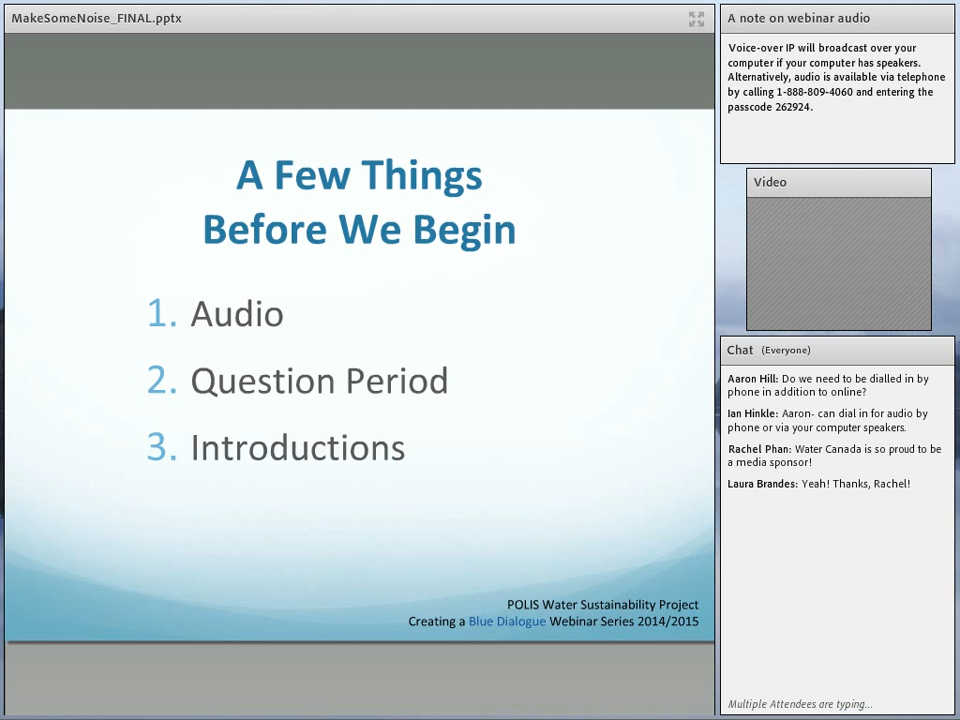 MakeSomeNoise_FINAL.pptx
A Few Things
Before We Begin
1. Audio
2. Question Period
3. Introductions
POLIS Water Sustainability Project
Creating a Blue Dialogue Webinar Series 2014/2015
A note on webinar audio
Voice-over IP will broadcast over your
computer if your computer has speakers.
Alternatively, audio is available via telephone
by calling 1-888-809-4060 and entering the
passcode 262924.
Video
Chat (Everyone)
Aaron Hill: Do we need to be dialled in by
phone in addition to online?
Ian Hinkle: Aaron- can dial in for audio by
phone or via your computer speakers.
Rachel Phan: Water Canada is so proud to be
a media sponsor!
Laura Brandes: Yeah! Thanks, Rachel!
Multiple Attendees are typing...